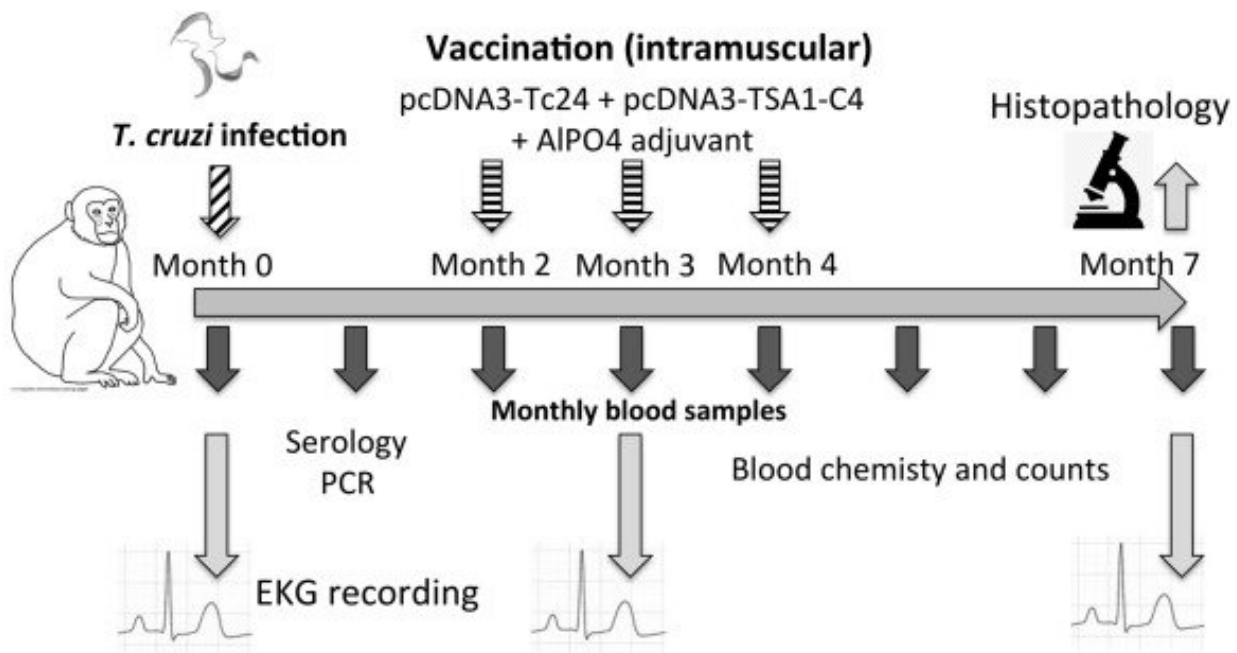 Vaccination (intramuscular)
pcDNA3-Tc24 + pcDNA3-TSA1-C4
+ AlPO4 adjuvant
T. cruzi infection
Histopathology
Month 0
Month 2
Month 3
Month 4
Month 7
Monthly blood samples
Serology
PCR
Blood chemisty and counts
EKG recording